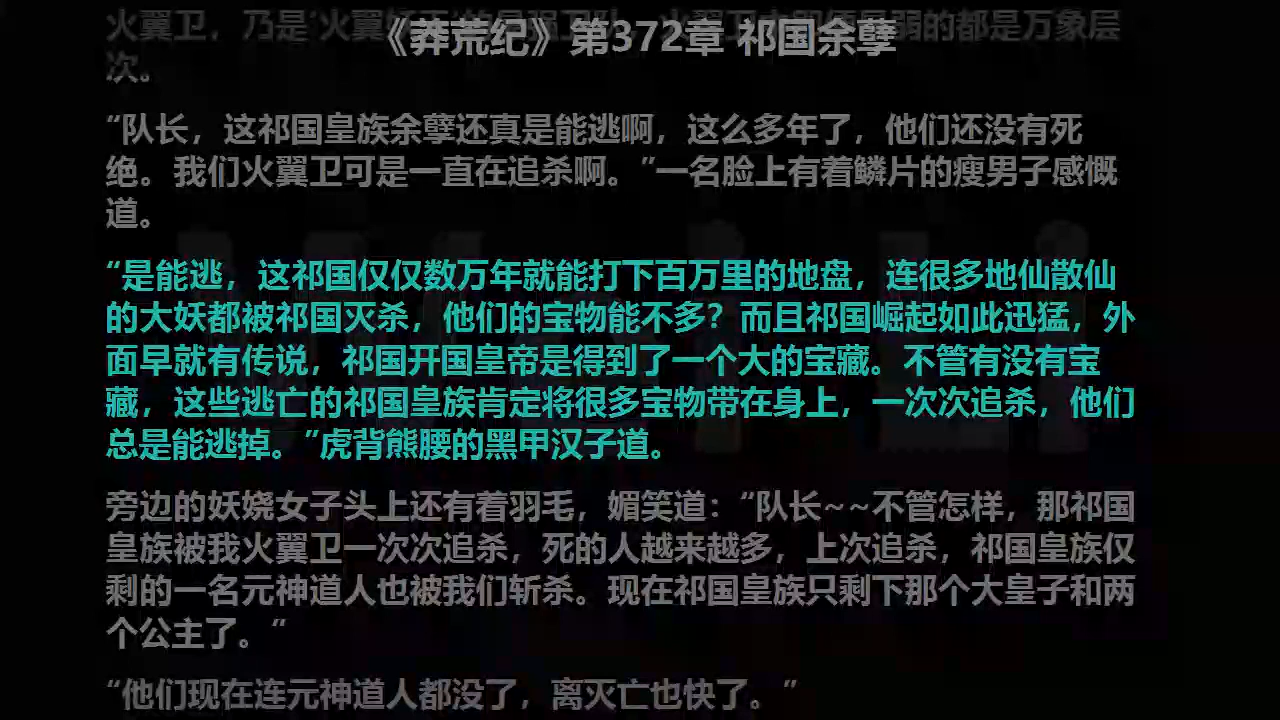 《莽荒纪》第372章 祁国余孽
火翼卫，乃是
弱的都是万象层
次。
“队长，这祁国皇族余孽还真是能逃啊，这么多年了，他们还没有死
绝。我们火翼卫可是一直在追杀啊。”一名脸上有着鳞片的瘦男子感慨
道。
“是能逃，这祁国仅仅数万年就能打下百万里的地盘，连很多地仙散仙
的大妖都被祁国灭杀，他们的宝物能不多？而且祁国崛起如此迅猛，外
面早就有传说，祁国开国皇帝是得到了一个大的宝藏。不管有没有宝
藏，这些逃亡的祁国皇族肯定将很多宝物带在身上，一次次追杀，他们
总是能逃掉。”虎背熊腰的黑甲汉子道。
旁边的妖娆女子头上还有着羽毛，媚笑道：“队长~~不管怎样，那祁国
皇族被我火翼卫一次次追杀，死的人越来越多，上次追杀，祁国皇族仅
剩的一名元神道人也被我们斩杀。现在祁国皇族只剩下那个大皇子和两
个公主了。”
“他们现在连元神道人都没了，离灭亡也快了。”